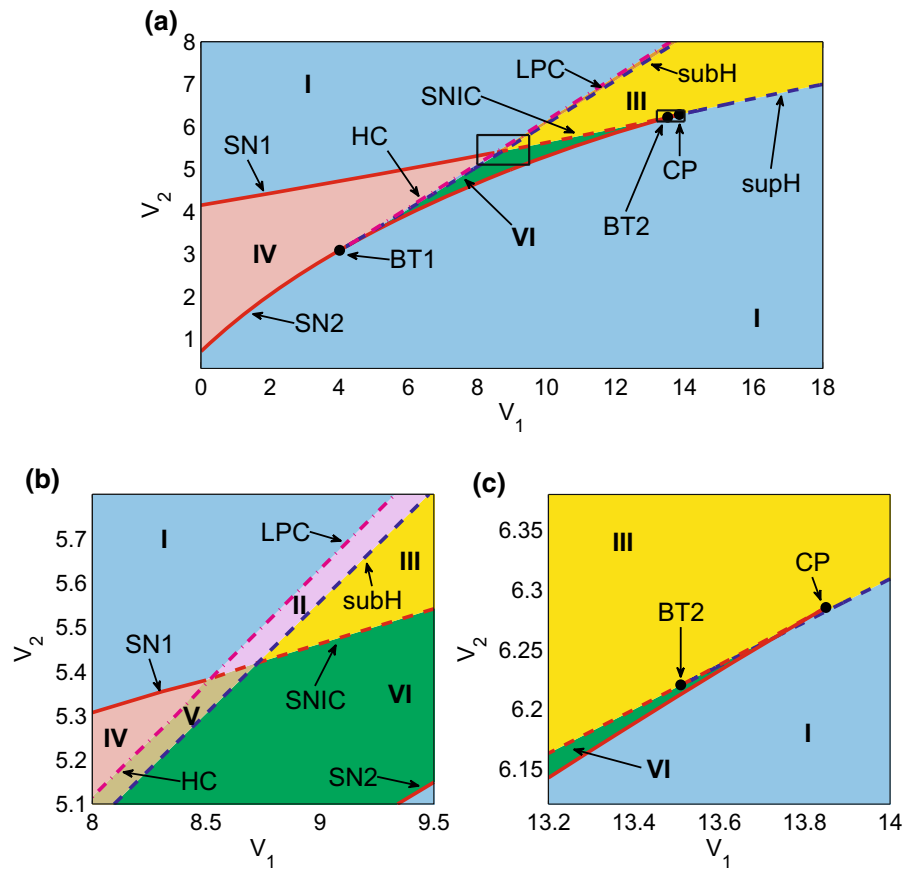 (a)
8
7
6
5
4
3
2
1
V2
I
LPC
subH
SNIC
III
HC
SN1
CP
supH
BT2
VI
IV
BT1
SN2
I
0 2 4 6 8 10 12 14 16 18
V1
(b)
5.7
5.6
5.5
5.4
5.3
5.2
5.1
V2
I
LPC
III
subH
II
SN1
SNIC
V
VI
IV
HC
SN2
8 8.5 9 9.5
V1
(c)
6.35
6.3
6.25
6.2
6.15
V2
III
CP
BT2
I
VI
13.2 13.4 13.6 13.8 14
V1